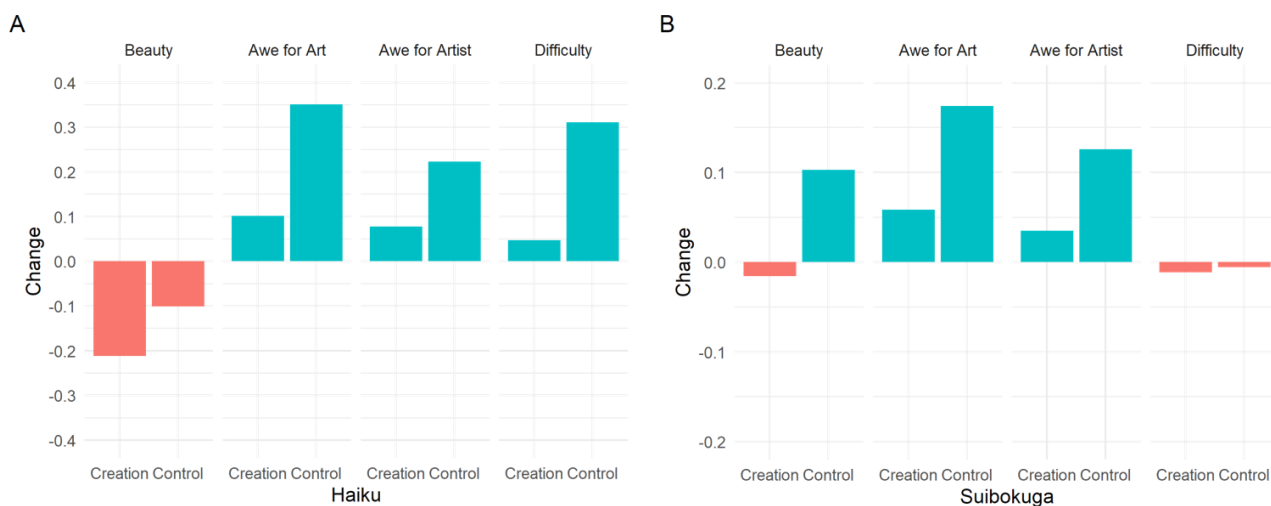 A
Beauty Awe for Art Awe for Artist Difficulty
0.4
0.3
0.2
0.1
0.0
-0.1
-0.2
-0.3
-0.4
Change
Creation Control Creation Control Creation Control Creation Control
Haiku
B
Beauty Awe for Art Awe for Artist Difficulty
0.2
0.1
0.0
-0.1
-0.2
Change
Creation Control Creation Control Creation Control Creation Control
Suibokuga